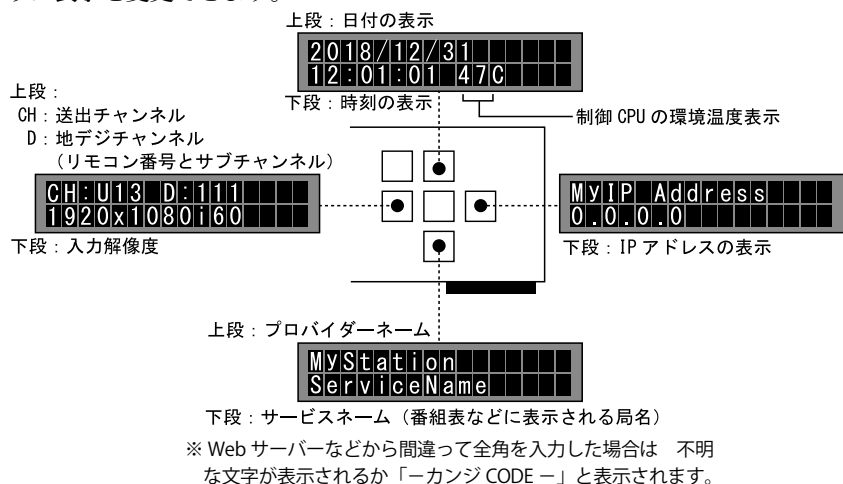 上段：日付の表示
2018/12/31
12:01:01 47C
下段：時刻の表示
制御 CPU の環境温度表示
上段：
CH：送出チャンネル
D：地デジチャンネル
（リモコン番号とサブチャンネル）
CH:U13 D:111
1920x1080i60
下段：入力解像度
MyIP Address
0.0.0.0
下段：IP アドレスの表示
上段：プロバイダーネーム
MyStation
ServiceName
下段：サービスネーム（番組表などに表示される局名）
※ Web サーバーなどから間違って全角を入力した場合は　不明
な文字が表示されるか「－カンジ CODE －」と表示されます。